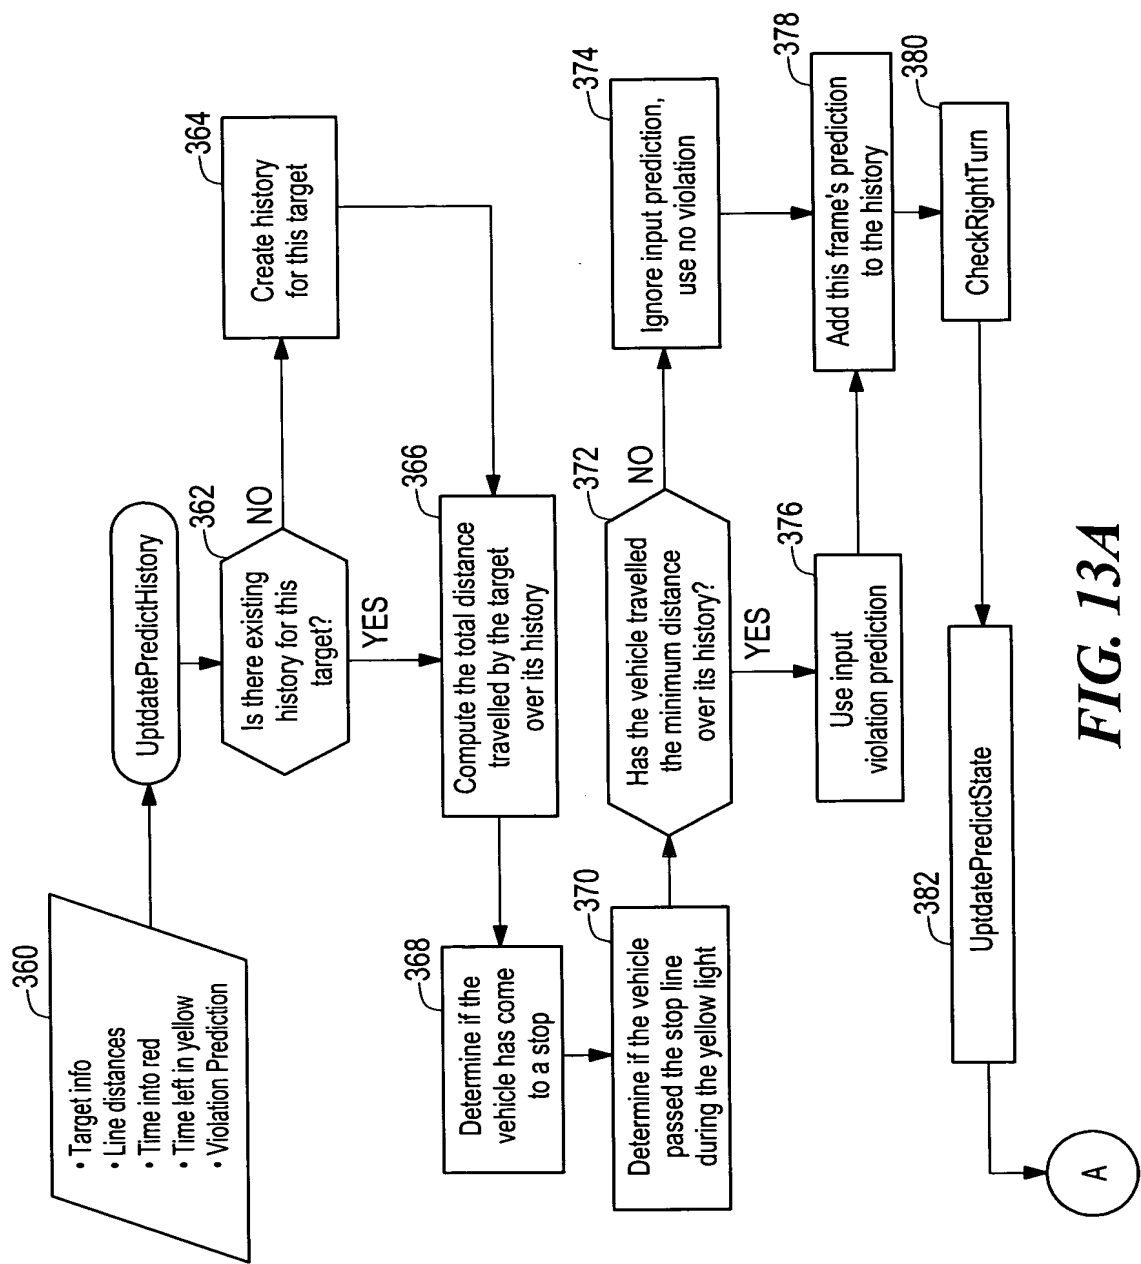 360
• Target info
• Line distances
• Time into red
• Time left in yellow
• Violation Prediction
UptdatePredictHistory
362
Is there existing
history for this
target?
NO
YES
364
Create history
for this target
366
Compute the total distance
travelled by the target
over its history
368
Determine if the
vehicle has come
to a stop
370
Determine if the vehicle
passed the stop line
during the yellow light
372
Has the vehicle travelled
the minimum distance
over its history?
NO
YES
374
Ignore input prediction,
use no violation
376
Use input
violation prediction
378
Add this frame's prediction
to the history
380
CheckRightTurn
382
UptdatePredictState
A
FIG. 13A